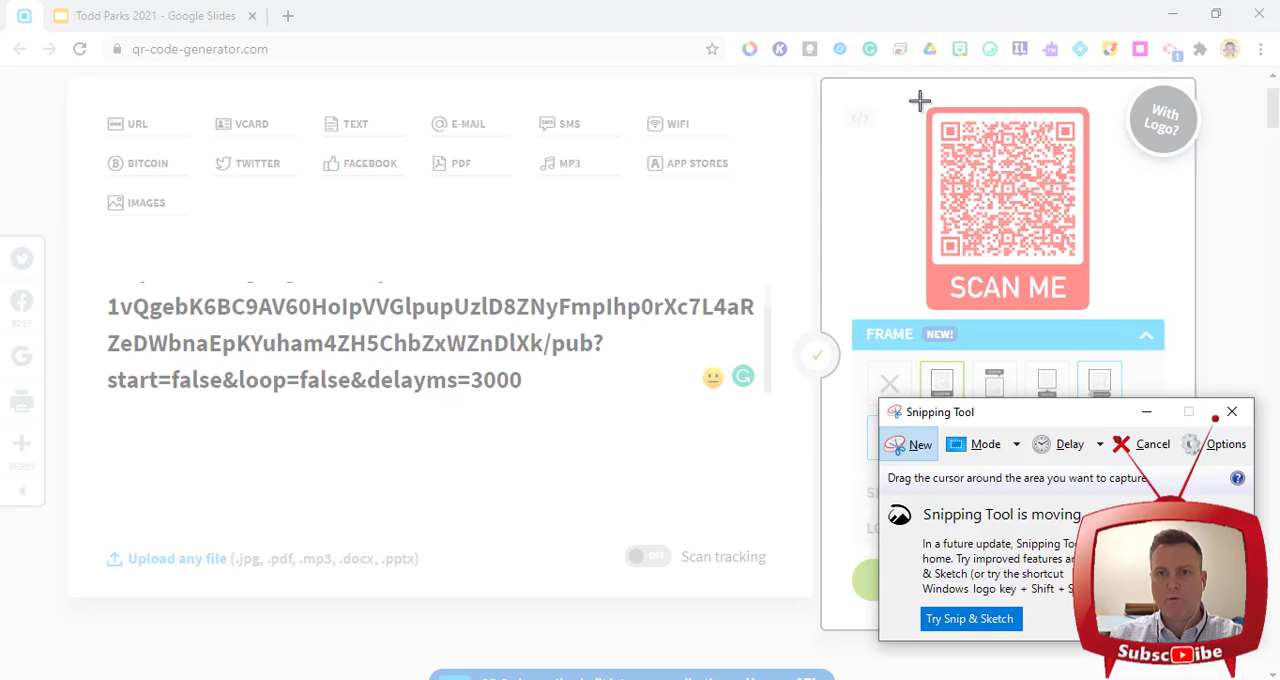 Todd Parks 2021 - Google Slides
qr-code-generator.com
IL
1
URL
VCARD
TEXT
E-MAIL
SMS
WIFI
BITCOIN
TWITTER
FACEBOOK
PDF
MP3
APP STORES
IMAGES
1vQgebK6BC9AV60HoIpVVGlpupUzlD8ZNyFmpIhp0rXc7L4aR
ZeDWbnaEpKYuham4ZH5ChbZxWZnDlXk/pub?
start=false&loop=false&delayms=3000
Upload any file (.jpg, .pdf, .mp3, .docx, .pptx)
OFF
Scan tracking
With
Logo?
SCAN ME
FRAME NEW!
Snipping Tool
New
Mode
Delay
Cancel
Options
Drag the cursor around the area you want to capture
Snipping Tool is moving
In a future update, Snipping To
home. Try improved features a
& Sketch (or try the shortcut
Windows logo key + Shift + S
Try Snip & Sketch
Subscribe